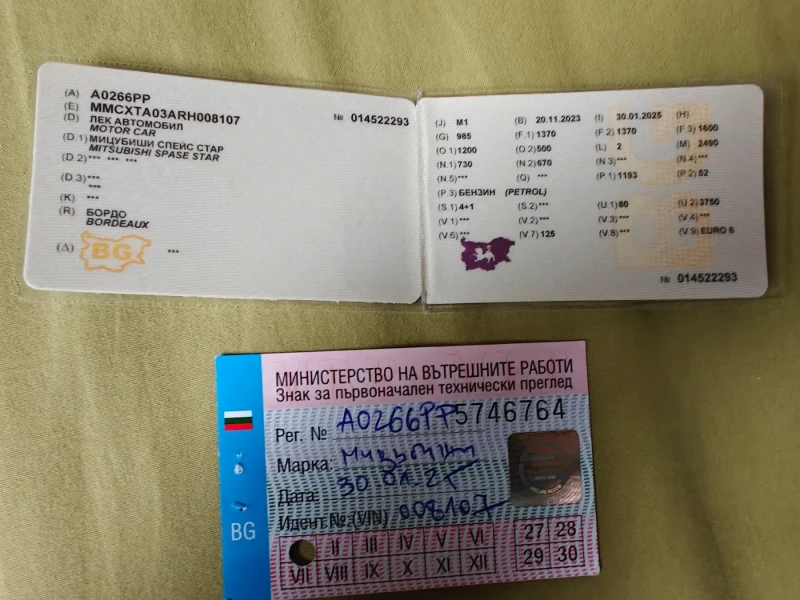 (A) A0266PP
(E) MMCXTA03ARH008107
(D) ЛЕК АВТОМОБИЛ
MOTOR CAR
(D 1) МИЦУБИШИ СПЕЙС СТАР
MITSUBISHI SPASE STAR
(D 2) *** *** ***
(D 3) ***
***
(K) ***
(R) БОРДО
BORDEAUX
(A) BG ***
№ 014522293
(J) M1 (B) 20.11.2023 (I) 30.01.2025 (H)
(G) 985 (F.1) 1370 (F 2) 1370 (F.3) 1600
(O 1) 1200 (O 2) 500 (L) 2 (M) 2490
(N.1) 730 (N.2) 670 (N.3) *** (N.4) ***
(N.5) *** (Q) *** (P 1) 1193 (P 2) 52
(P.3) БЕНЗИН (PETROL)
(S.1) 4+1 (S.2) *** (U.1) 80 (U.2) 3750
(V.1) *** (V.2) *** (V.3) *** (V.4) ***
(V.6) *** (V.7) 125 (V.8) *** (V.9) EURO 6
№ 014522293
МИНИСТЕРСТВО НА ВЪТРЕШНИТЕ РАБОТИ
Знак за първоначален технически преглед
Рег. № A0266PP 5746764
Марка: Мицубиши
Дата: 30 01 25
Идент.№:(VIN) 008107
BG
II III IV V VI 27 28
VII VIII IX X XI XII 29 30